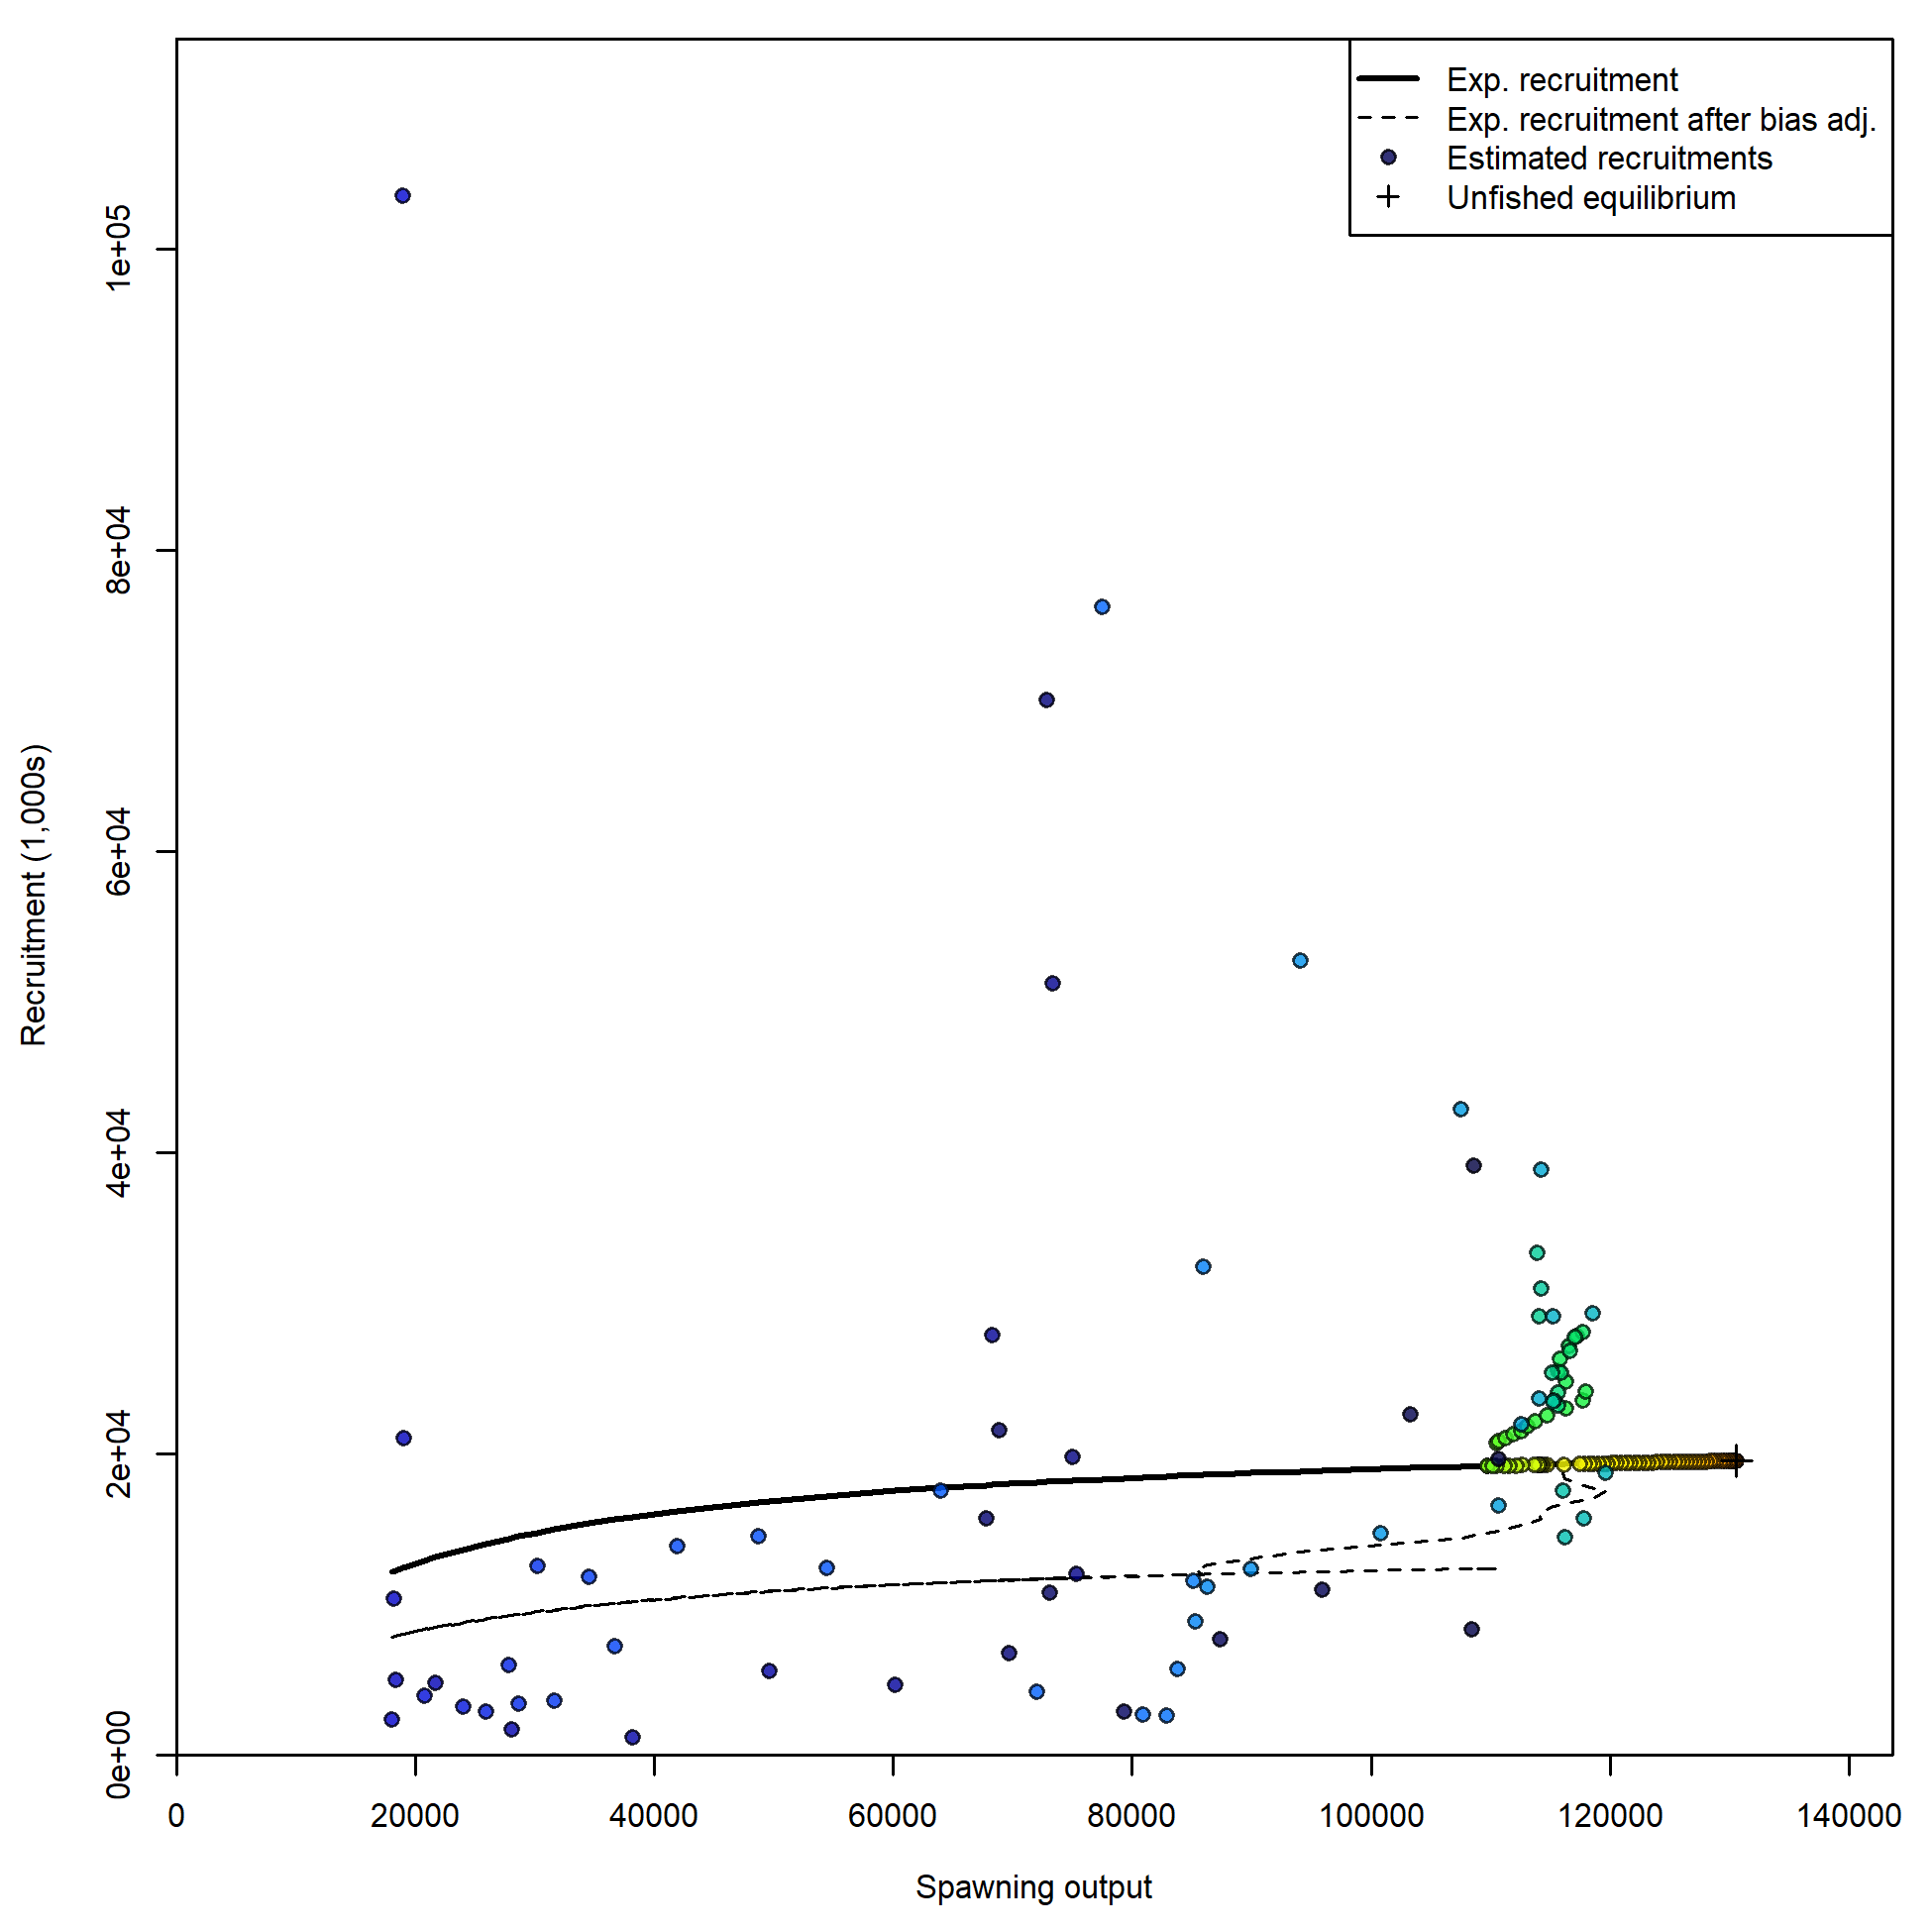 Exp. recruitment
Exp. recruitment after bias adj.
Estimated recruitments
Unfished equilibrium
1e+05
8e+04
6e+04
4e+04
2e+04
0e+00
Recruitment (1,000s)
0 20000 40000 60000 80000 100000 120000 140000
Spawning output